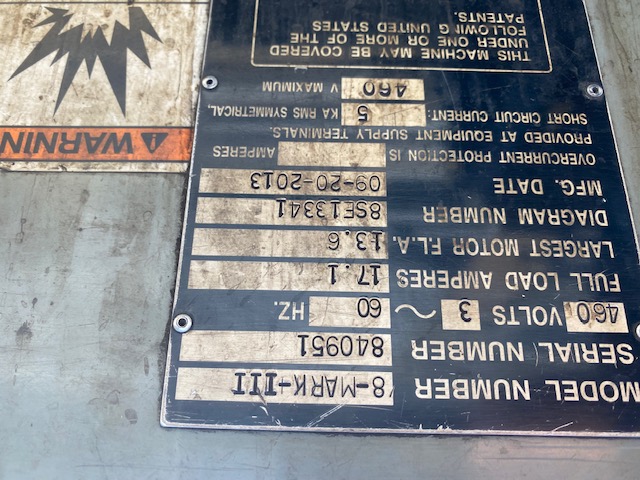 MODEL NUMBER /8-MARK-III
SERIAL NUMBER 840951
460 VOLTS 3 ~ 60 HZ.
FULL LOAD AMPERES 17.1
LARGEST MOTOR F.L.A. 13.6
DIAGRAM NUMBER 8SE13341
MFG. DATE 09-20-2013
OVERCURRENT PROTECTION IS AMPERES
PROVIDED AT EQUIPMENT SUPPLY TERMINALS.
SHORT CIRCUIT CURRENT: 5 KA RMS SYMMETRICAL,
460 V MAXIMUM
THIS MACHINE MAY BE COVERED
UNDER ONE OR MORE OF THE
FOLLOWING UNITED STATES
PATENTS.
WARNIN